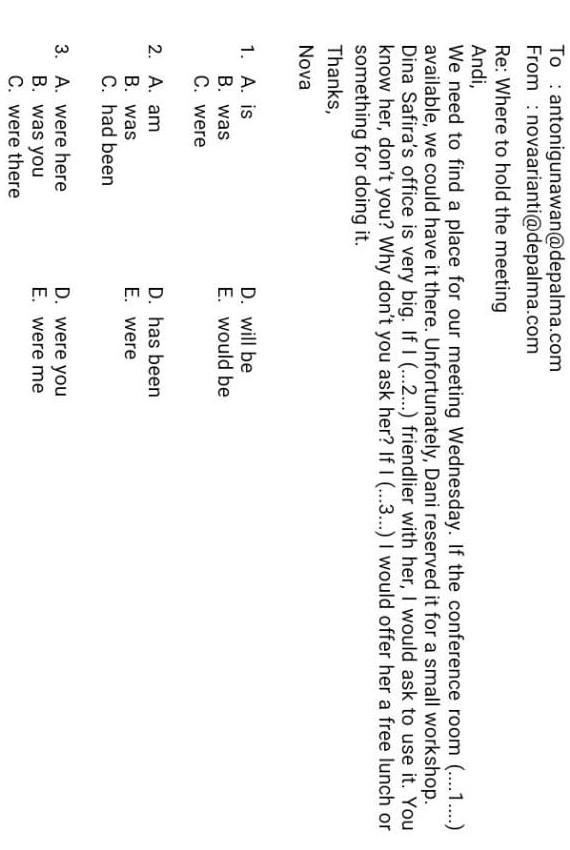 To : antonigunawan@depalma.com
From : novaarianti@depalma.com
Re: Where to hold the meeting
Andi,
We need to find a place for our meeting Wednesday. If the conference room (....1....)
available, we could have it there. Unfortunately, Dani reserved it for a small workshop.
Dina Safira's office is very big. If I (...2...) friendlier with her, I would ask to use it. You
know her, don't you? Why don't you ask her? If I (...3...) I would offer her a free lunch or
something for doing it.
Thanks,
Nova
1. A. is
B. was
C. were
D. will be
E. would be
2. A. am
B. was
C. had been
D. has been
E. were
3. A. were here
B. was you
C. were there
D. were you
E. were me